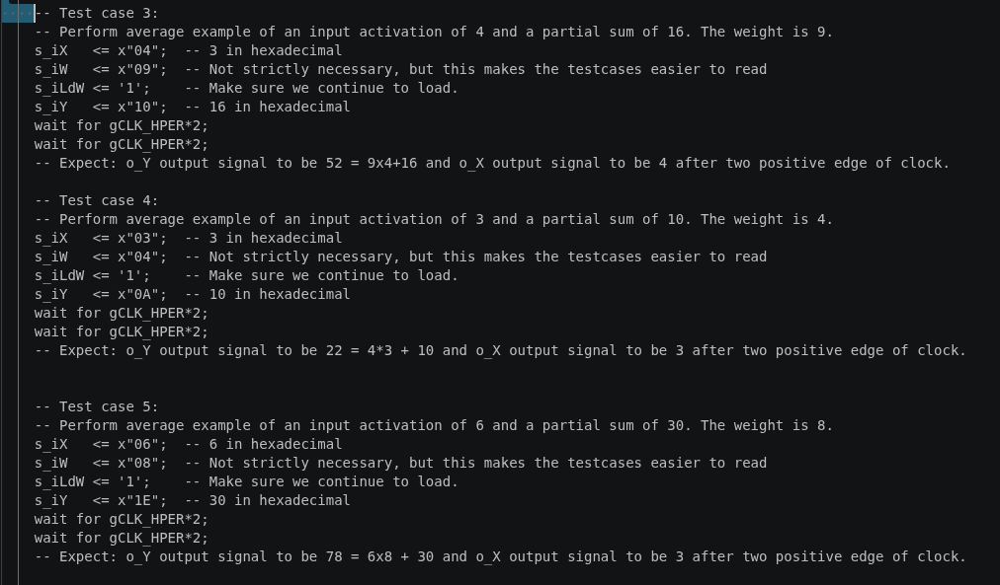 -- Test case 3:
-- Perform average example of an input activation of 4 and a partial sum of 16. The weight is 9.
s_iX   <= x"04";  -- 3 in hexadecimal
s_iW   <= x"09";  -- Not strictly necessary, but this makes the testcases easier to read
s_iLdW <= '1';    -- Make sure we continue to load.
s_iY   <= x"10";  -- 16 in hexadecimal
wait for gCLK_HPER*2;
wait for gCLK_HPER*2;
-- Expect: o_Y output signal to be 52 = 9x4+16 and o_X output signal to be 4 after two positive edge of clock.
-- Test case 4:
-- Perform average example of an input activation of 3 and a partial sum of 10. The weight is 4.
s_iX   <= x"03";  -- 3 in hexadecimal
s_iW   <= x"04";  -- Not strictly necessary, but this makes the testcases easier to read
s_iLdW <= '1';    -- Make sure we continue to load.
s_iY   <= x"0A";  -- 10 in hexadecimal
wait for gCLK_HPER*2;
wait for gCLK_HPER*2;
-- Expect: o_Y output signal to be 22 = 4*3 + 10 and o_X output signal to be 3 after two positive edge of clock.
-- Test case 5:
-- Perform average example of an input activation of 6 and a partial sum of 30. The weight is 8.
s_iX   <= x"06";  -- 6 in hexadecimal
s_iW   <= x"08";  -- Not strictly necessary, but this makes the testcases easier to read
s_iLdW <= '1';    -- Make sure we continue to load.
s_iY   <= x"1E";  -- 30 in hexadecimal
wait for gCLK_HPER*2;
wait for gCLK_HPER*2;
-- Expect: o_Y output signal to be 78 = 6x8 + 30 and o_X output signal to be 3 after two positive edge of clock.